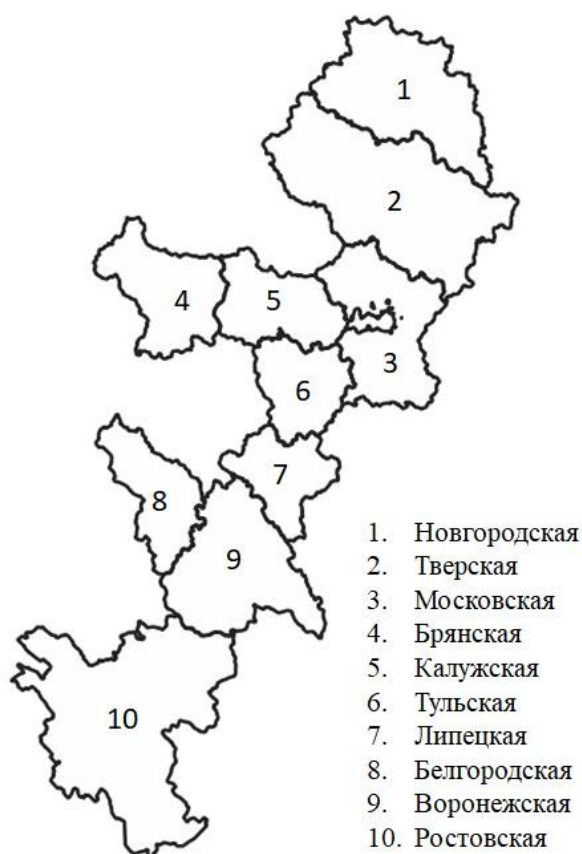 1
2
3
4
5
6
7
8
9
10
1. Новгородская
2. Тверская
3. Московская
4. Брянская
5. Калужская
6. Тульская
7. Липецкая
8. Белгородская
9. Воронежская
10. Ростовская